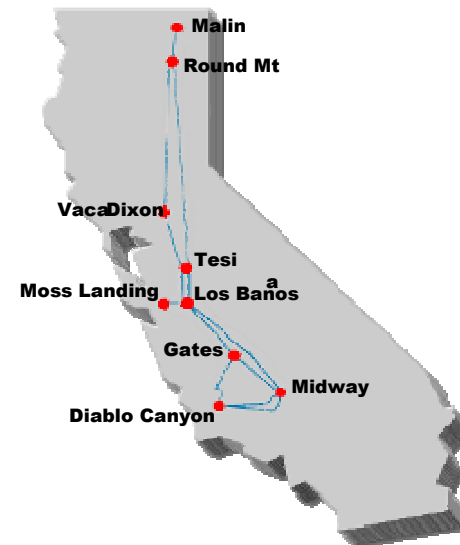 Malin
Round Mt
VacaDixon
Tesi
a
Moss Landing
Los Banos
Gates
Midway
Diablo Canyon